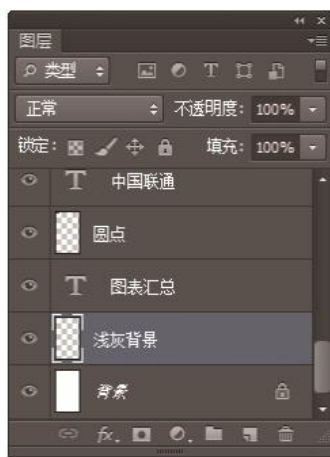 图层
类型
正常 不透明度: 100%
锁定: 填充: 100%
T 中国联通
圆点
T 图表汇总
浅灰背景
背景
fx.